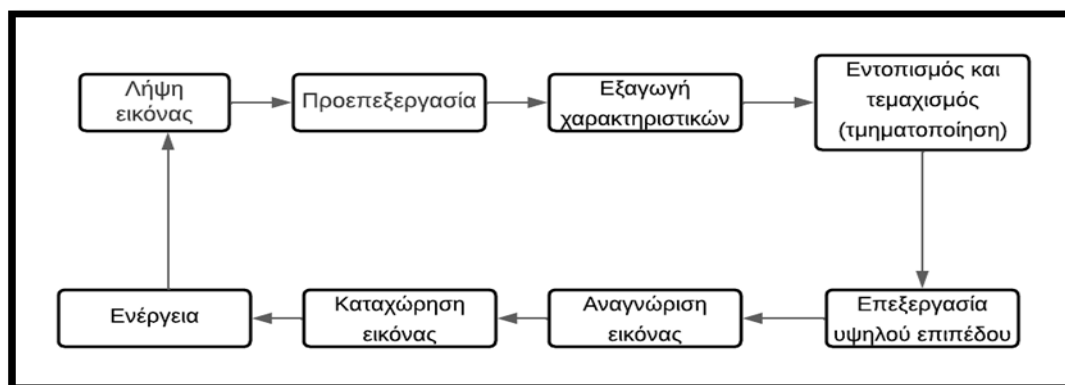 Λήψη
εικόνας
Προεπεξεργασία
Εξαγωγή
χαρακτηριστικών
Εντοπισμός και
τεμαχισμός
(τμηματοποίηση)
Επεξεργασία
υψηλού επιπέδου
Αναγνώριση
εικόνας
Καταχώρηση
εικόνας
Ενέργεια